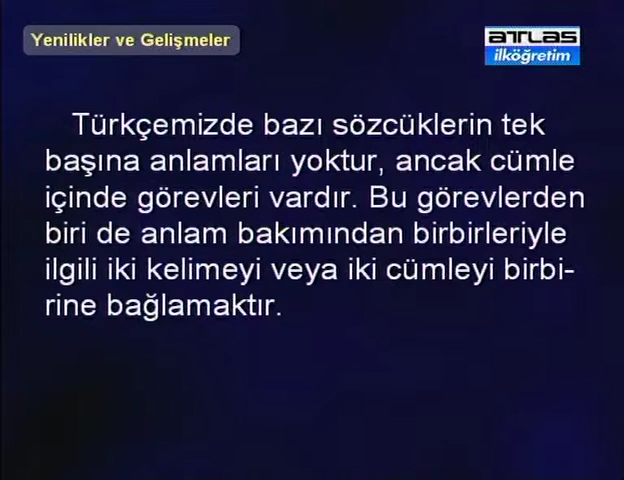 Yenilikler ve Gelişmeler
ATLAS
ilköğretim
Türkçemizde bazı sözcüklerin tek
başına anlamları yoktur, ancak cümle
içinde görevleri vardır. Bu görevlerden
biri de anlam bakımından birbirleriyle
ilgili iki kelimeyi veya iki cümleyi birbi-
rine bağlamaktır.